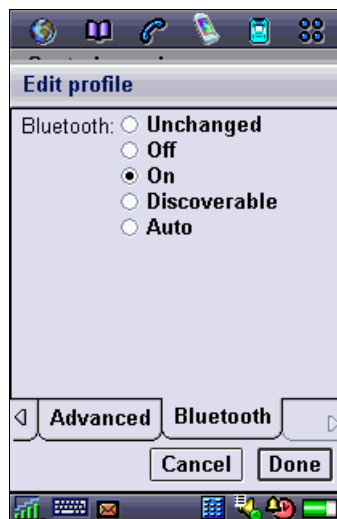 Edit profile
Bluetooth: Unchanged
Off
On
Discoverable
Auto
Advanced Bluetooth
Cancel Done